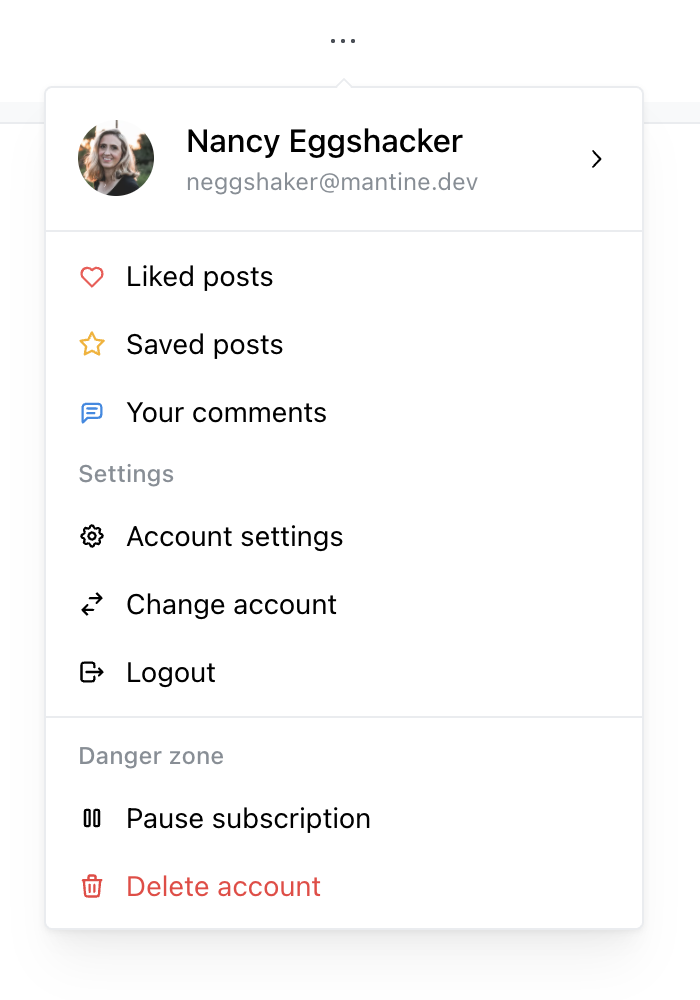 Nancy Eggshacker
neggshaker@mantine.dev
Liked posts
Saved posts
Your comments
Settings
Account settings
Change account
Logout
Danger zone
Pause subscription
Delete account